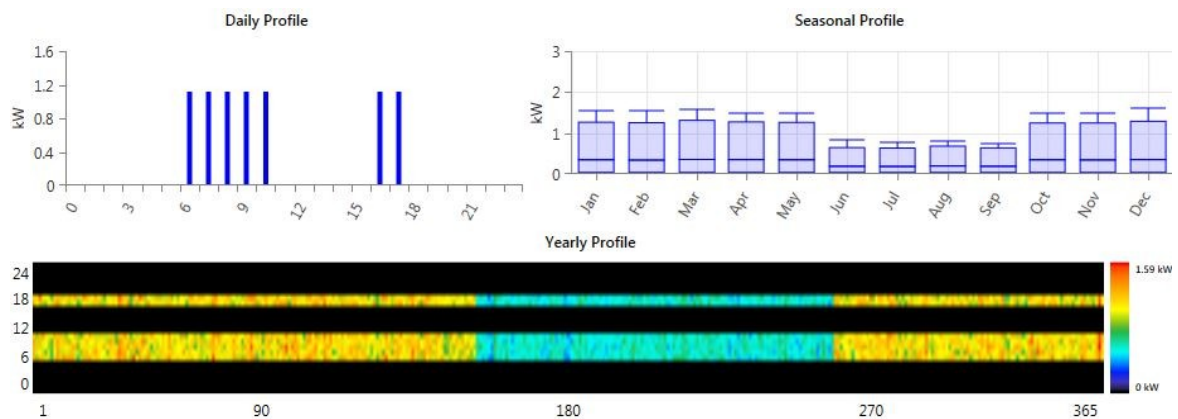 Daily Profile
1.6
1.2
0.8
0.4
0
kW
0 3 6 9 12 15 18 21
Seasonal Profile
3
2
1
0
kW
Jan Feb Mar Apr May Jun Jul Aug Sep Oct Nov Dec
Yearly Profile
24
18
12
6
0
1 90 180 270 365
1.59 kW
0 kW